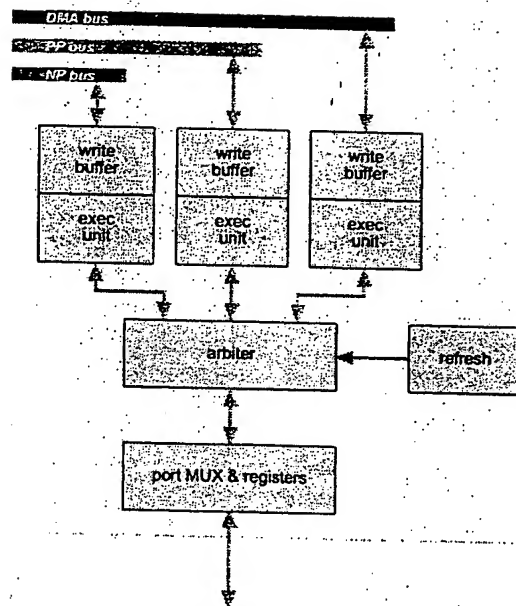 DMA bus
PP bus
NP bus
write
buffer
write
buffer
write
buffer
exec
unit
exec
unit
exec
unit
arbiter
refresh
port MUX & registers